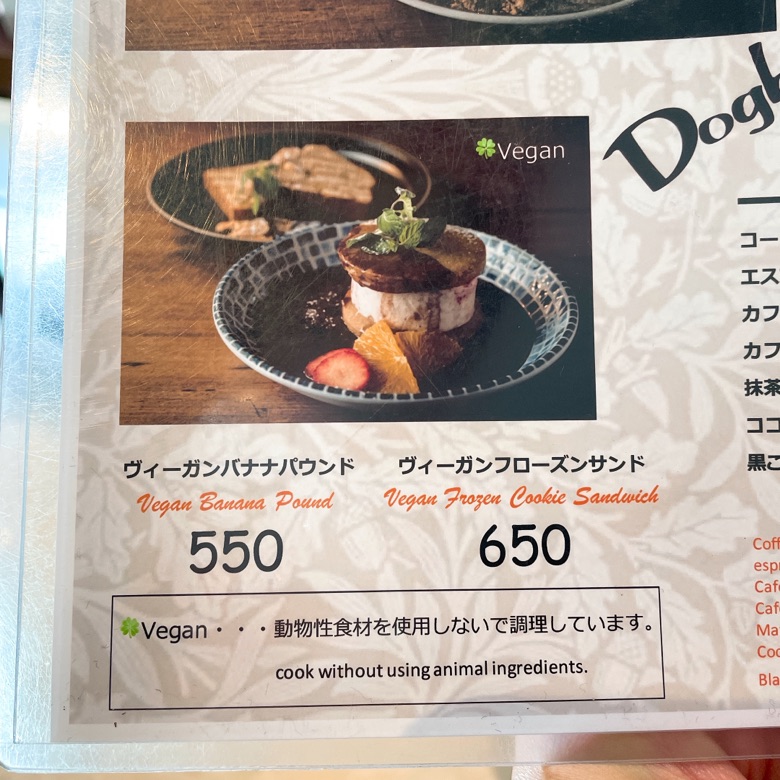 Vegan
ヴィーガンバナナパウンド
Vegan Banana Pound
550
ヴィーガンフローズンサンド
Vegan Frozen Cookie Sandwich
650
Vegan・・・動物性食材を使用しないで調理しています。
cook without using animal ingredients.
コー
エス
カフ
カフ
抹茶
ココ
黒ご
Coff
espr
Café
Café
Ma
Coc
Bla